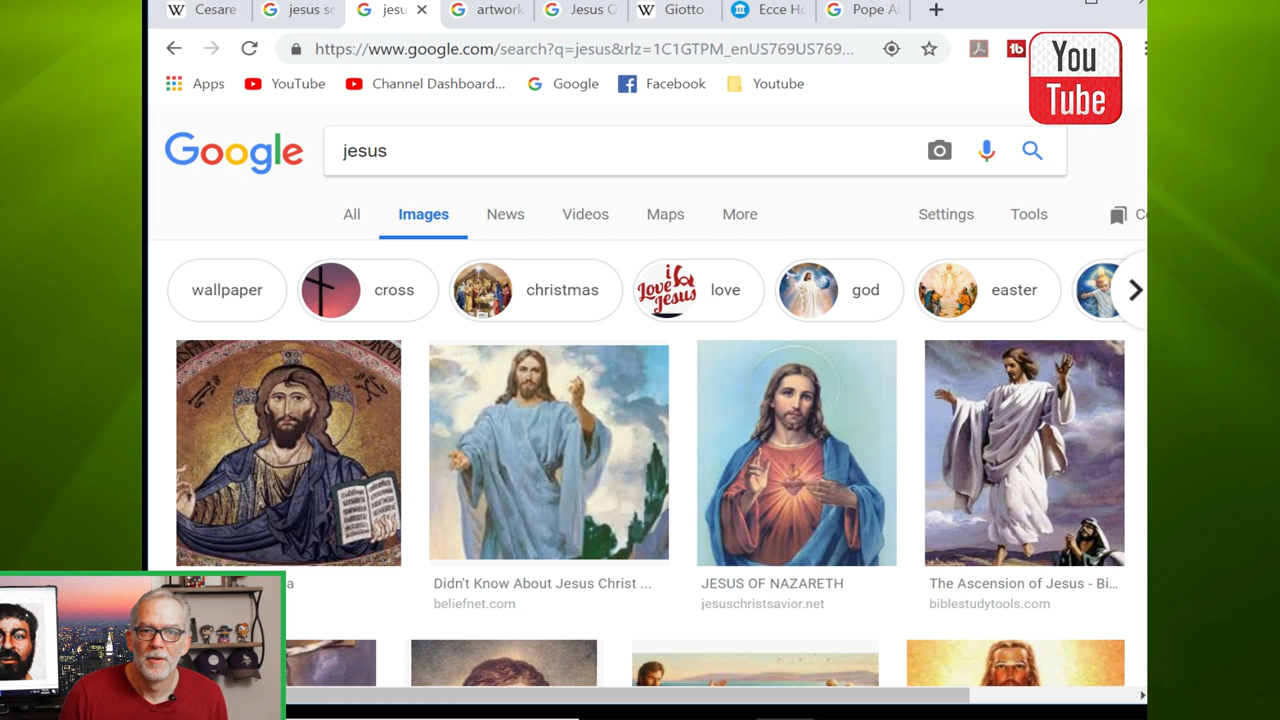 Cesare
jesus sc
jesu
artwork
Jesus O
Giotto
Ecce Ho
Pope Al
https://www.google.com/search?q=jesus&rlz=1C1GTPM_enUS769US769...
You
Tube
Apps
YouTube
Channel Dashboard...
Google
Facebook
Youtube
Google
jesus
All
Images
News
Videos
Maps
More
Settings
Tools
wallpaper
cross
christmas
i
Love
Jesus
love
god
easter
Didn't Know About Jesus Christ ...
beliefnet.com
JESUS OF NAZARETH
jesuschristsavior.net
The Ascension of Jesus - Bi...
biblestudytools.com